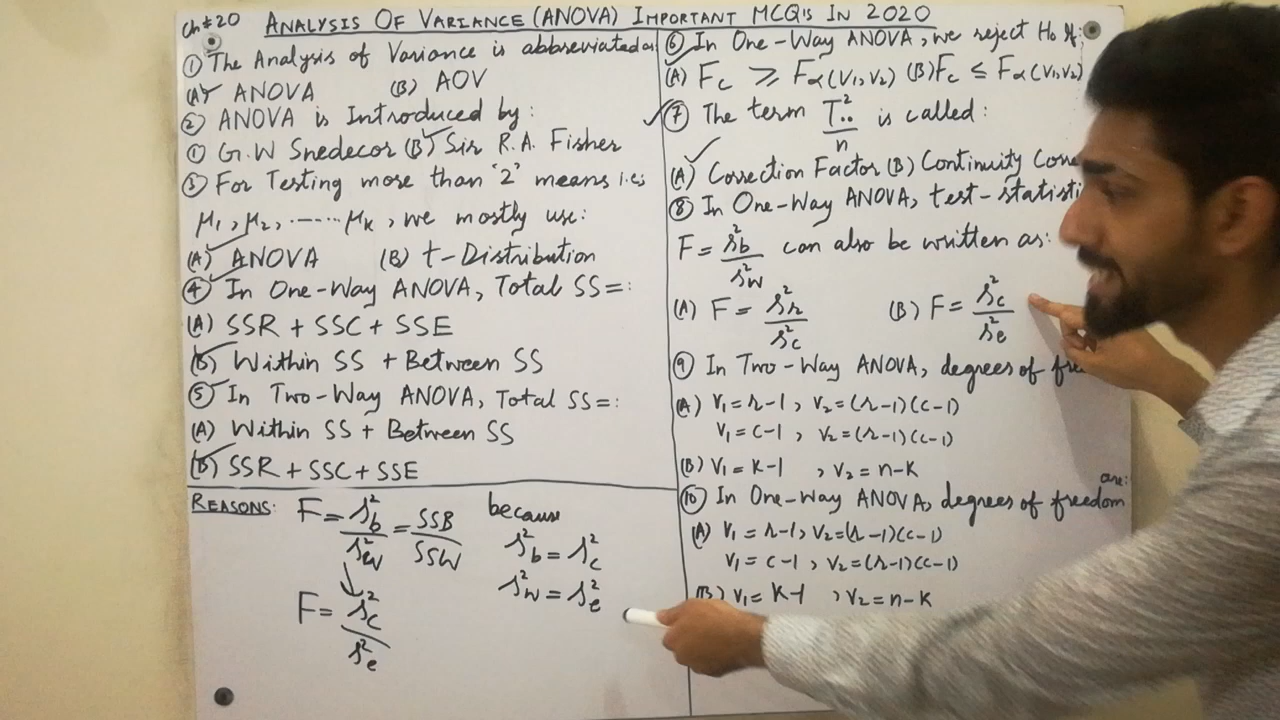 Ch # 20 ANALYSIS OF VARIANCE (ANOVA) IMPORTANT MCQ'S IN 2020
① The Analysis of Variance is abbreviated as
(A) ANOVA (B) AOV
② ANOVA is Introduced by:
① G.W Snedecor (B) Sir R.A. Fisher
③ For Testing more than '2' means i.e:
μ₁, μ₂, ------ μₖ, we mostly use:
(A) ANOVA (B) t-Distribution
④ In One-Way ANOVA, Total SS=:
(A) SSR + SSC + SSE
(B) Within SS + Between SS
⑤ In Two-Way ANOVA, Total SS=:
(A) Within SS + Between SS
(B) SSR + SSC + SSE
REASONS: F = s²b / s²w = SSB / SSW because
s²b = s²c
s²w = s²e
F = s²c / s²e
⑥ In One-Way ANOVA, we reject H₀ if:
(A) Fc ≥ Fα(v₁,v₂) (B) Fc ≤ Fα(v₁,v₂)
⑦ The term T².. / n is called:
(A) Correction Factor (B) Continuity
⑧ In One-Way ANOVA, test-statisti
F = s²b / s²w can also be written as:
(A) F = s²r / s²c (B) F = s²c / s²e
⑨ In Two-Way ANOVA, degrees of
(A) v₁ = r-1, v₂ = (r-1)(c-1)
v₁ = c-1, v₂ = (r-1)(c-1)
(B) v₁ = k-1, v₂ = n-k
⑩ In One-Way ANOVA, degrees of freedom are:
(A) v₁ = r-1, v₂ = (r-1)(c-1)
v₁ = c-1, v₂ = (r-1)(c-1)
(B) v₁ = k-1, v₂ = n-k